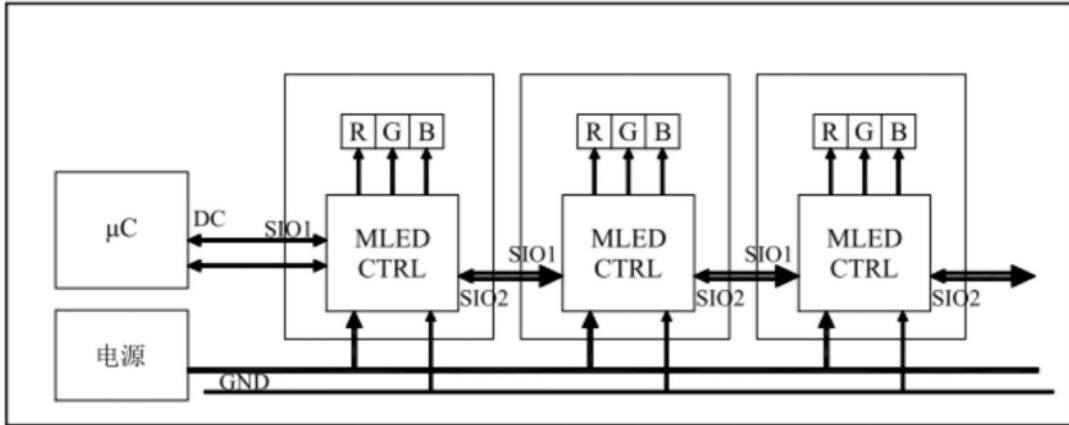 R G B
R G B
R G B
μC
DC
SIO1
MLED
CTRL
SIO1
SIO2
MLED
CTRL
SIO1
SIO2
MLED
CTRL
SIO2
电源
GND